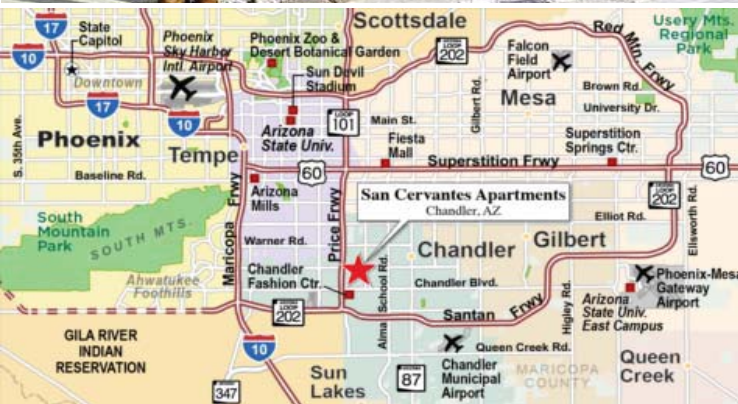 17
State
Capitol
10
Downtown
Phoenix
Sky Harbor
Intl. Airport
Phoenix Zoo &
Desert Botanical Garden
Sun Devil
Stadium
Scottsdale
LOOP
202
Falcon
Field
Airport
Red Mtn. Frwy
Usery Mts.
Regional
Park
17
10
LOOP
101
Main St.
Gilbert Rd.
Mesa
Brown Rd.
University Dr.
S. 35th Ave.
Phoenix
Tempe
Arizona
State Univ.
Fiesta
Mall
Superstition
Springs Ctr.
Superstition Frwy
60
60
Baseline Rd.
Arizona
Mills
San Cervantes Apartments
Chandler, AZ
LOOP
202
Ellsworth Rd.
South
Mountain
Park
SOUTH MTS.
Maricopa Frwy
Price Frwy
Warner Rd.
Elliot Rd.
Chandler
Gilbert
Ahwatukee
Foothills
Chandler
Fashion Ctr.
Alma School Rd.
Chandler Blvd.
Phoenix-Mesa
Gateway
Airport
Arizona
State Univ.
East Campus
LOOP
202
Santan Frwy
Higley Rd.
GILA RIVER
INDIAN
RESERVATION
10
Queen Creek Rd.
Sun
Lakes
87
Chandler
Municipal
Airport
MARICOPA
COUNTY
Queen
Creek
347